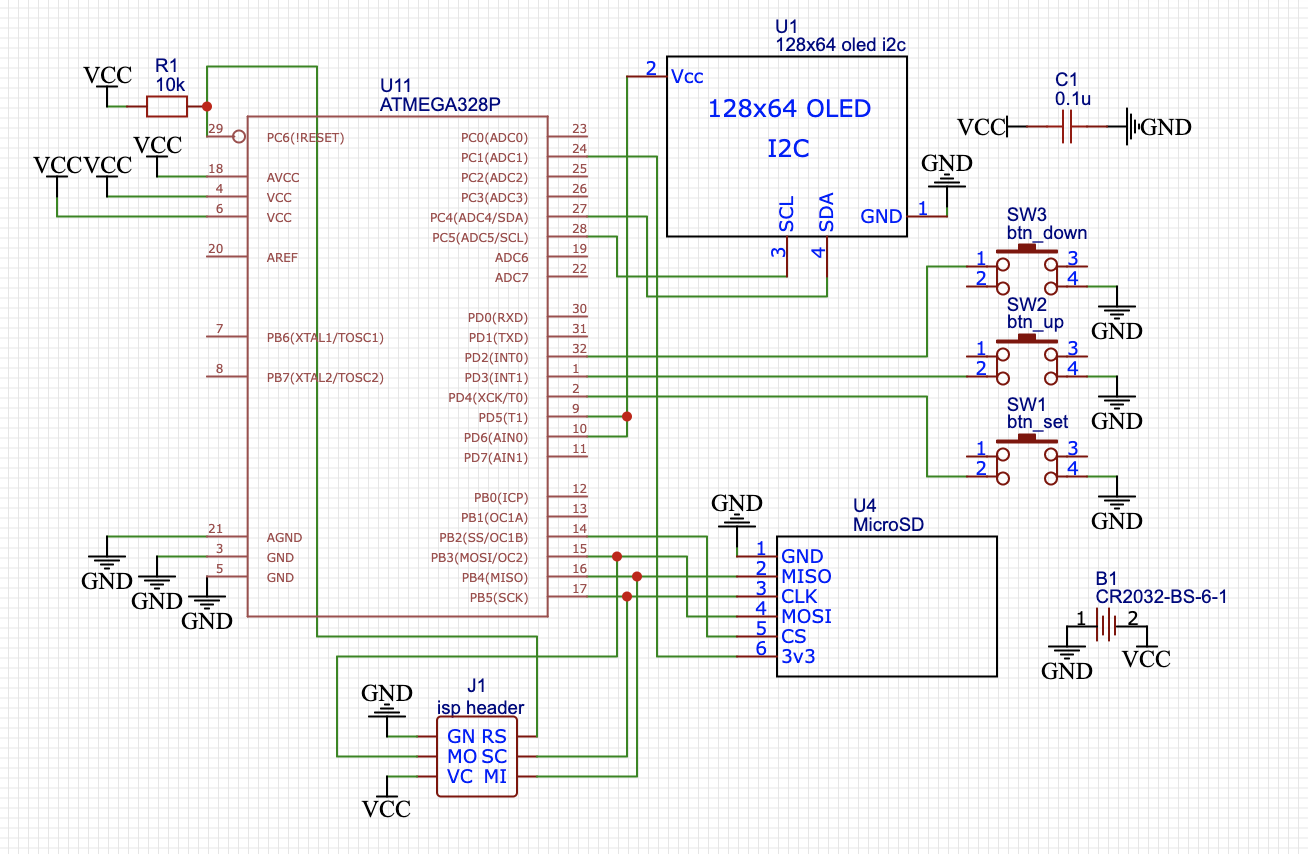 U1
128x64 oled i2c
2 Vcc
128x64 OLED
I2C
SCL
SDA
3
4
GND 1
GND
VCC
R1
10k
U11
ATMEGA328P
C1
0.1u
VCC
GND
29 PC6(!RESET)
VCC
18 AVCC
VCC VCC
4 VCC
6 VCC
20 AREF
7 PB6(XTAL1/TOSC1)
8 PB7(XTAL2/TOSC2)
21 AGND
3 GND
5 GND
GND
GND
GND
PC0(ADC0) 23
PC1(ADC1) 24
PC2(ADC2) 25
PC3(ADC3) 26
PC4(ADC4/SDA) 27
PC5(ADC5/SCL) 28
ADC6 19
ADC7 22
PD0(RXD) 30
PD1(TXD) 31
PD2(INT0) 32
PD3(INT1) 1
PD4(XCK/T0) 2
PD5(T1) 9
PD6(AIN0) 10
PD7(AIN1) 11
PB0(ICP) 12
PB1(OC1A) 13
PB2(SS/OC1B) 14
PB3(MOSI/OC2) 15
PB4(MISO) 16
PB5(SCK) 17
SW3
btn_down
1 3
2 4
GND
SW2
btn_up
1 3
2 4
GND
SW1
btn_set
1 3
2 4
GND
GND
U4
MicroSD
1 GND
2 MISO
3 CLK
4 MOSI
5 CS
6 3v3
B1
CR2032-BS-6-1
1 2
GND
VCC
J1
isp header
GND
GN RS
MO SC
VC MI
VCC